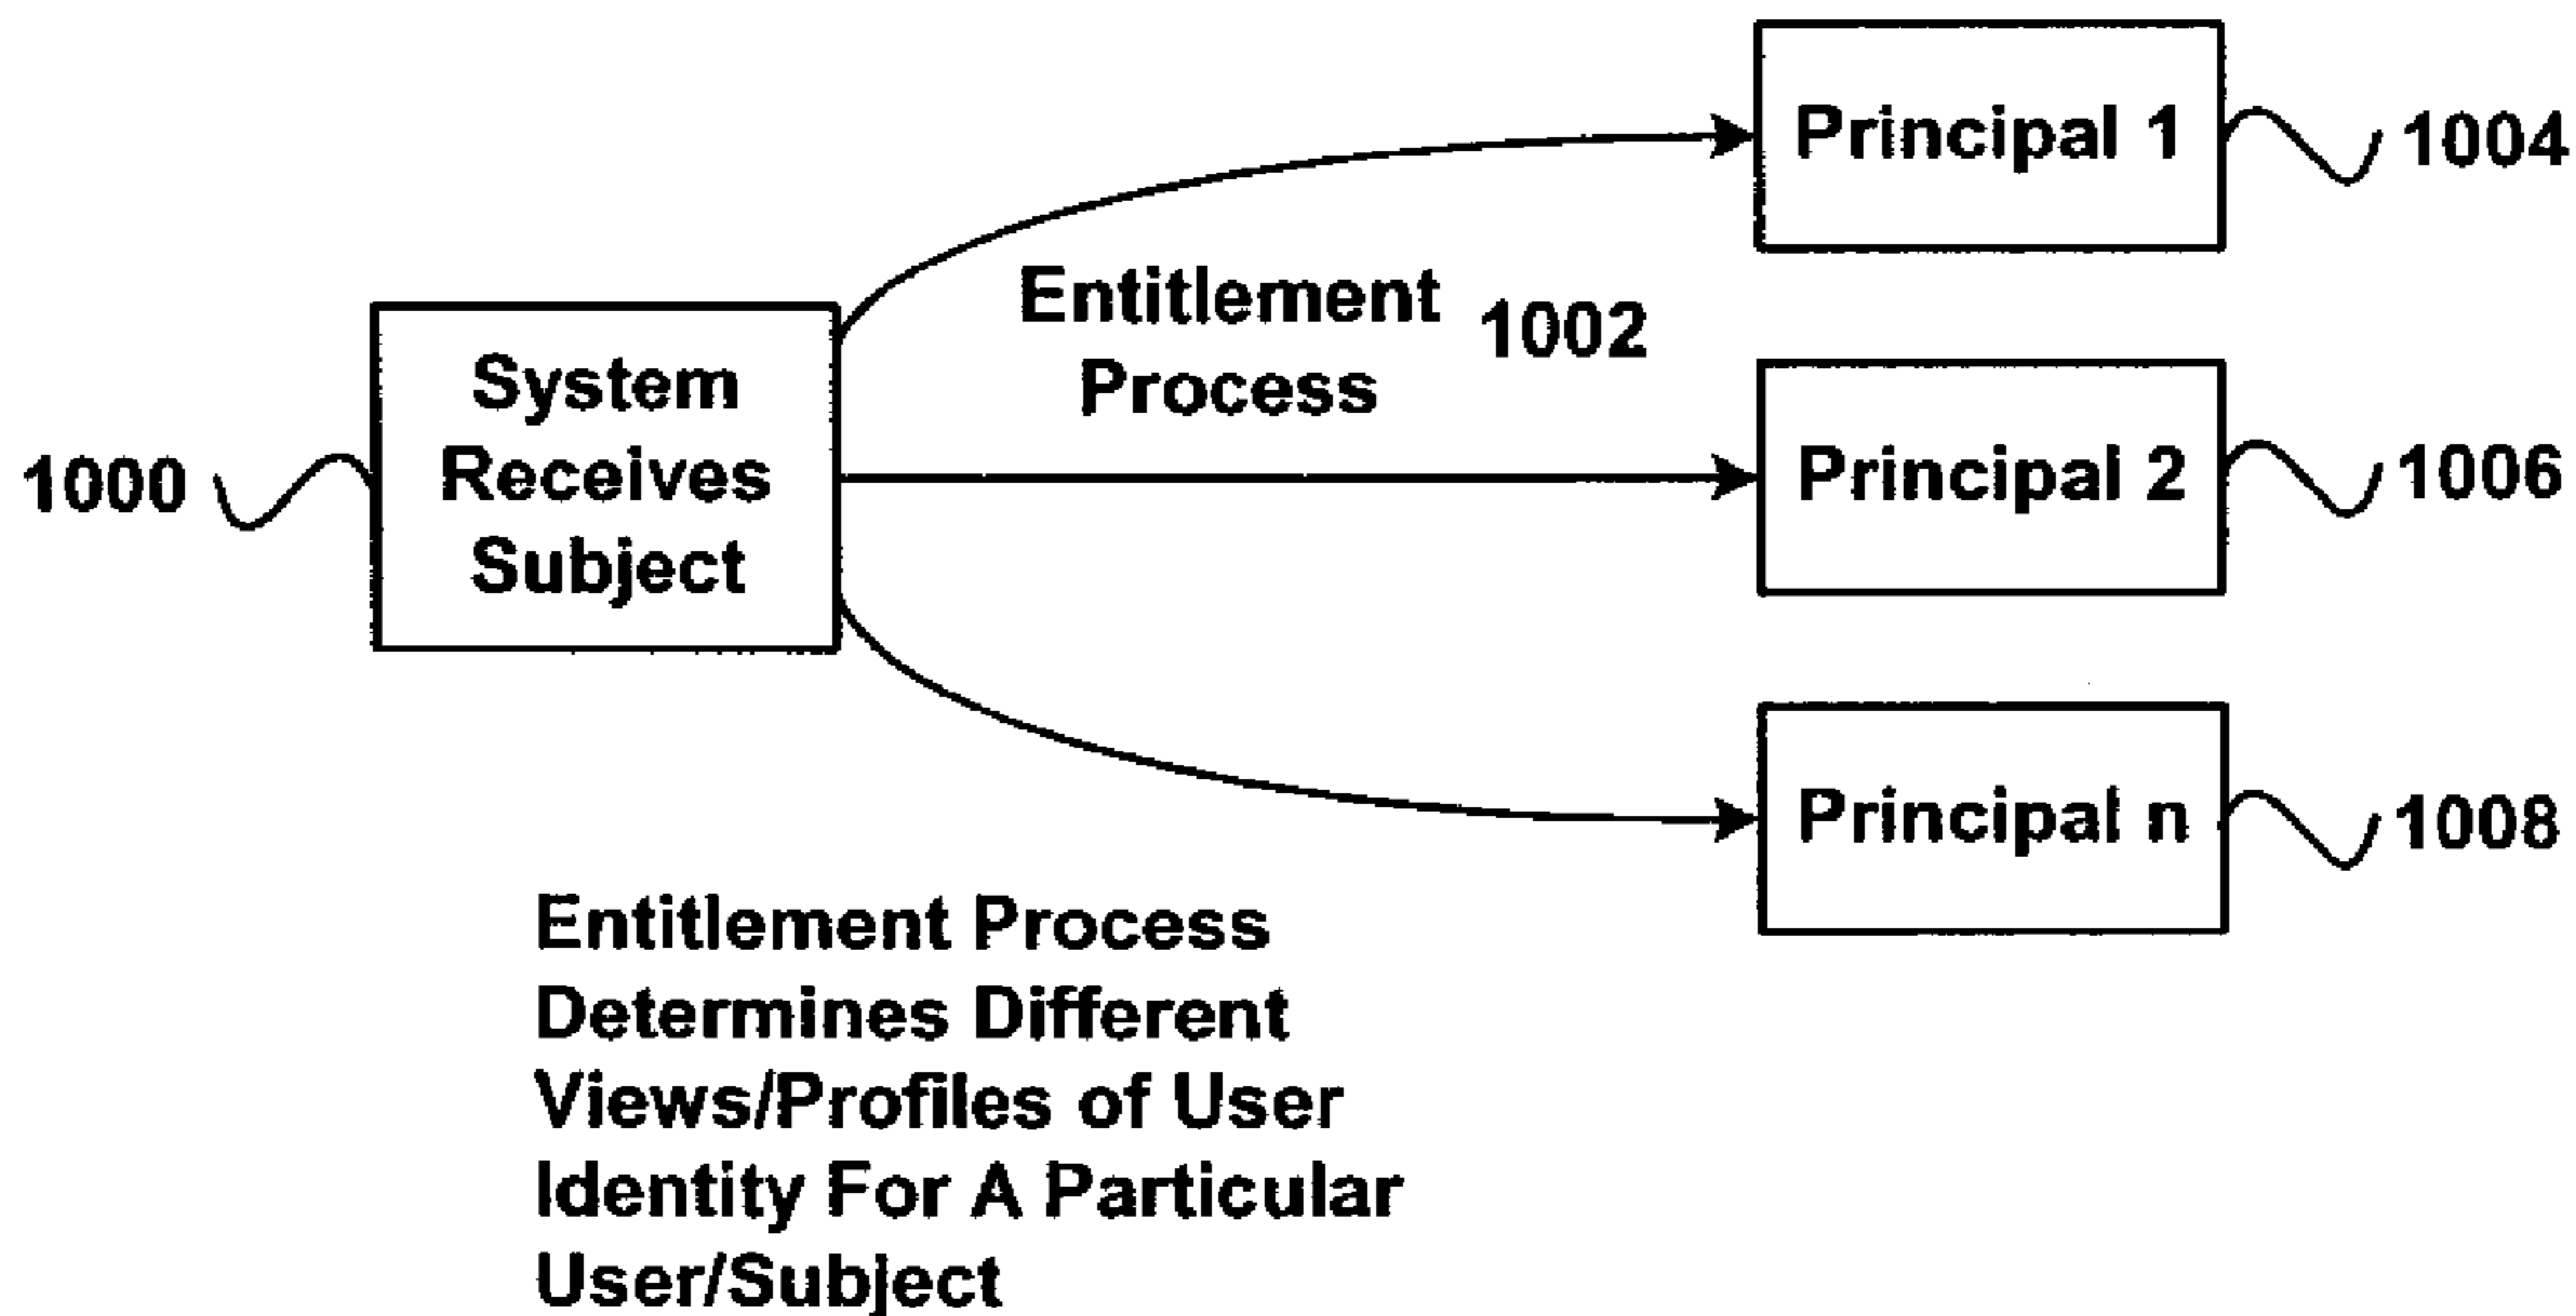 Principal 1
1004
Entitlement
Process
1002
System
Receives
Subject
1000
Principal 2
1006
Principal n
1008
Entitlement Process
Determines Different
Views/Profiles of User
Identity For A Particular
User/Subject